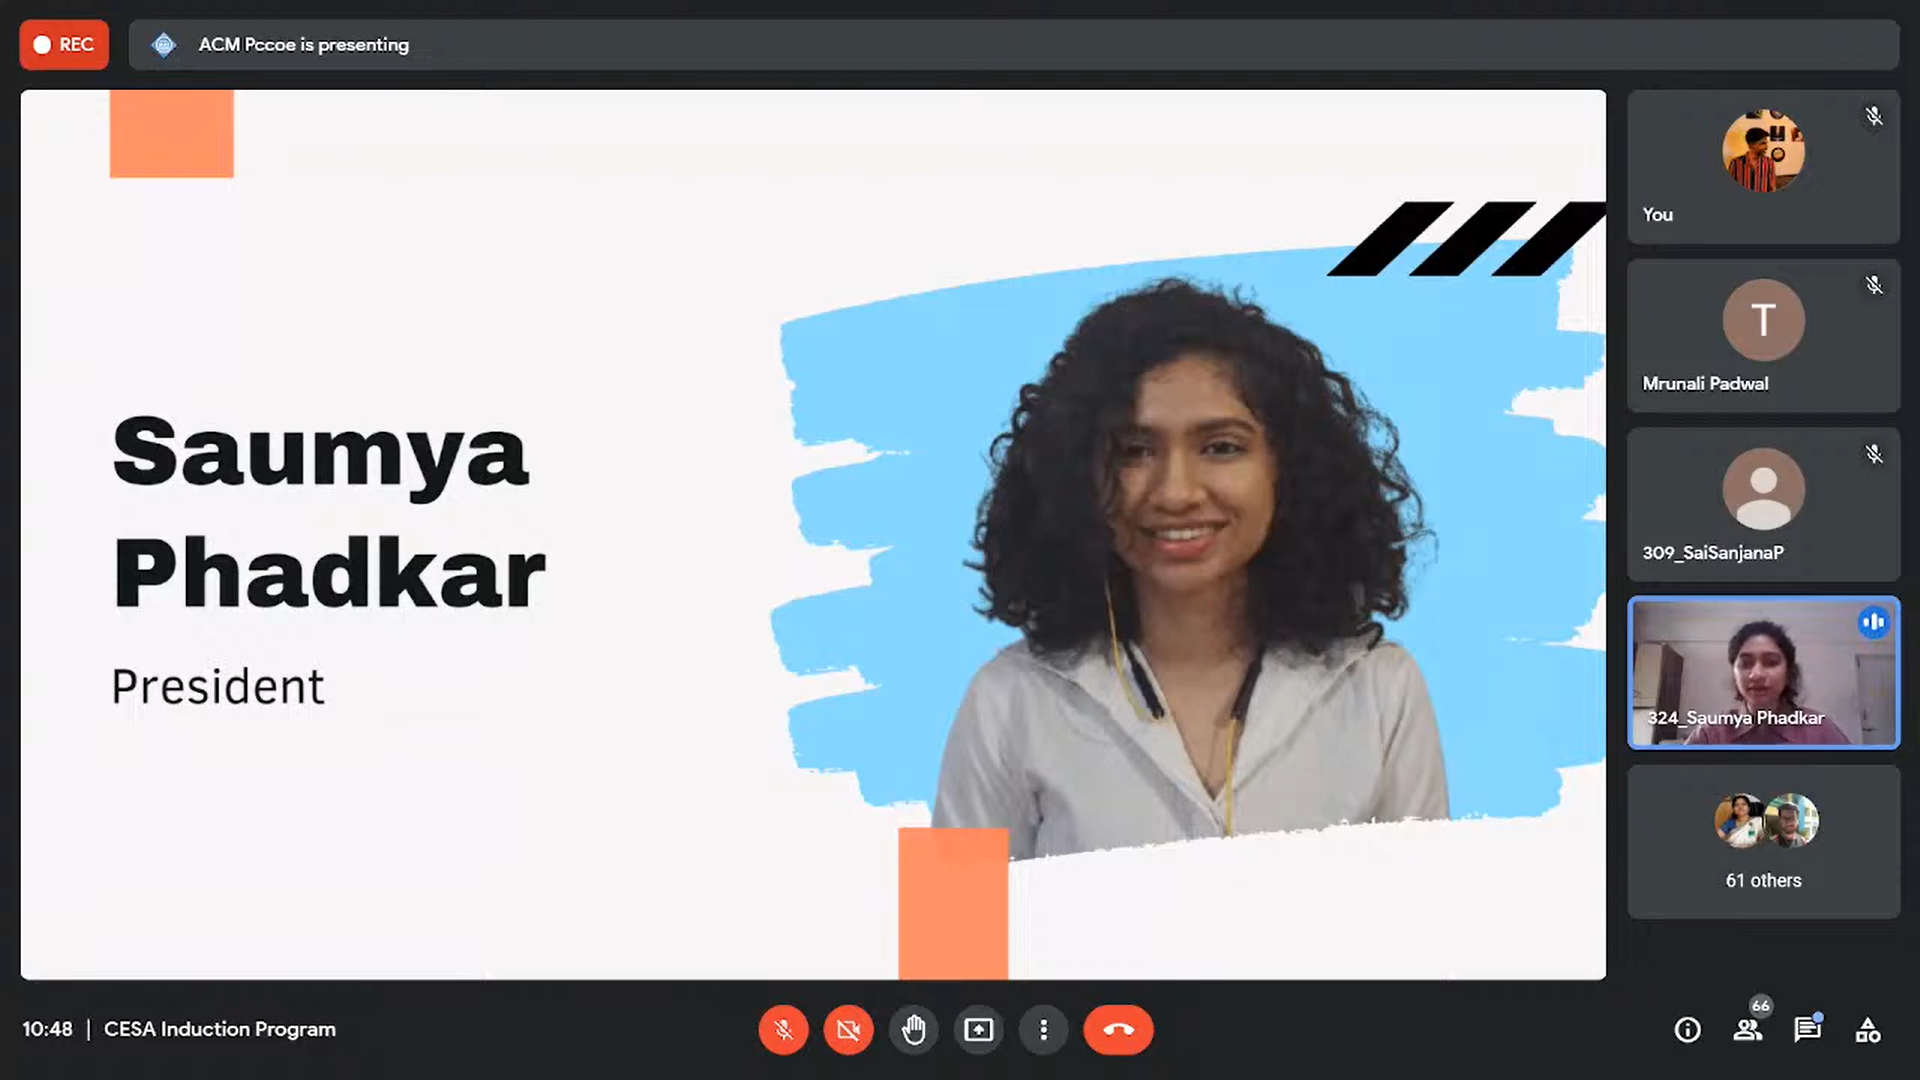 REC
ACM Pccoe is presenting
Saumya
Phadkar
President
You
T
Mrunali Padwal
309_SaiSanjanaP
324_Saumya Phadkar
61 others
10:48 | CESA Induction Program
66